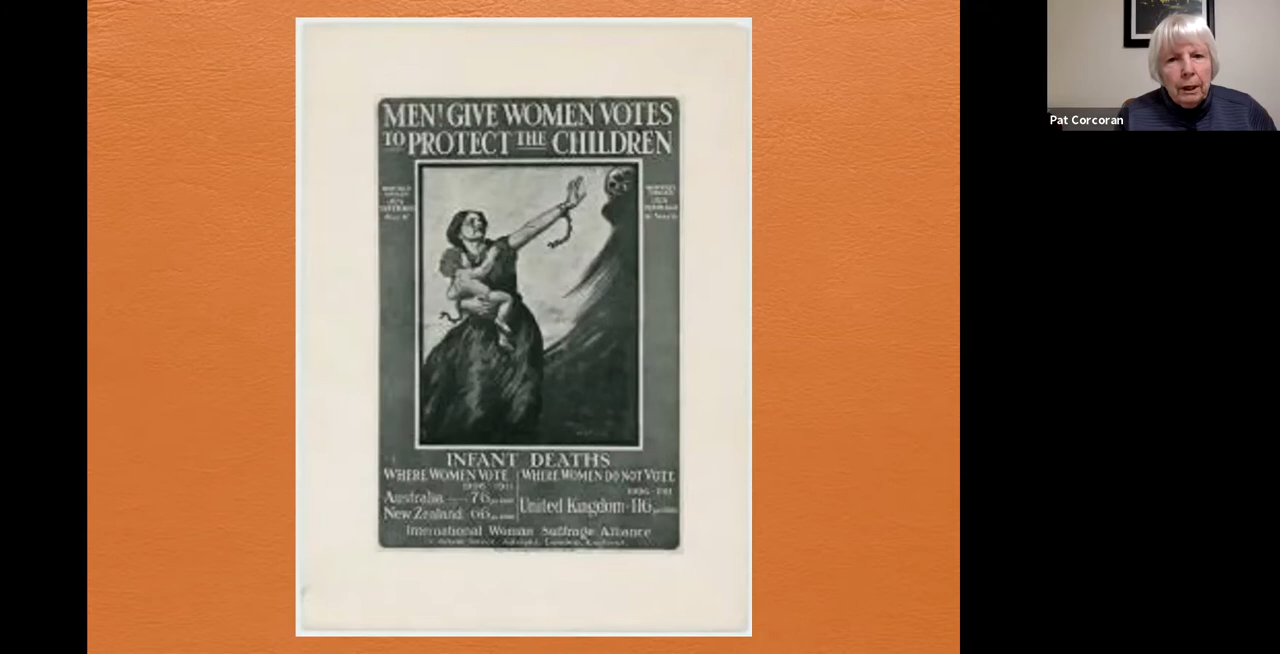 MEN! GIVE WOMEN VOTES
TO PROTECT THE CHILDREN
INFANT DEATHS
WHERE WOMEN VOTE
WHERE WOMEN DO NOT VOTE
Australia 76
New Zealand 66
United Kingdom 116
International Woman Suffrage Alliance
Pat Corcoran